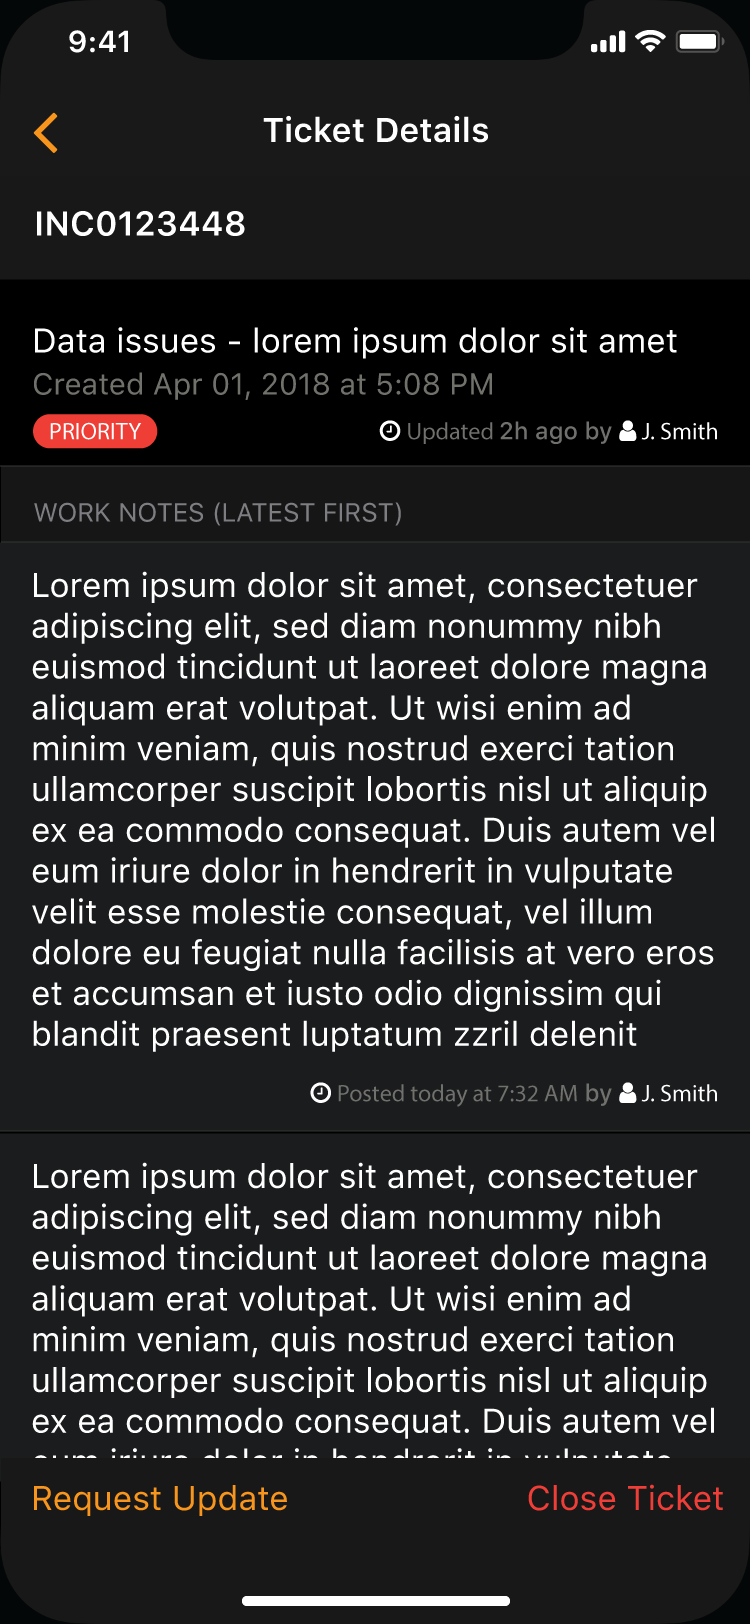 9:41
Ticket Details
INC0123448
Data issues - lorem ipsum dolor sit amet
Created Apr 01, 2018 at 5:08 PM
PRIORITY Updated 2h ago by J. Smith
WORK NOTES (LATEST FIRST)
Lorem ipsum dolor sit amet, consectetuer
adipiscing elit, sed diam nonummy nibh
euismod tincidunt ut laoreet dolore magna
aliquam erat volutpat. Ut wisi enim ad
minim veniam, quis nostrud exerci tation
ullamcorper suscipit lobortis nisl ut aliquip
ex ea commodo consequat. Duis autem vel
eum iriure dolor in hendrerit in vulputate
velit esse molestie consequat, vel illum
dolore eu feugiat nulla facilisis at vero eros
et accumsan et iusto odio dignissim qui
blandit praesent luptatum zzril delenit
Posted today at 7:32 AM by J. Smith
Lorem ipsum dolor sit amet, consectetuer
adipiscing elit, sed diam nonummy nibh
euismod tincidunt ut laoreet dolore magna
aliquam erat volutpat. Ut wisi enim ad
minim veniam, quis nostrud exerci tation
ullamcorper suscipit lobortis nisl ut aliquip
ex ea commodo consequat. Duis autem vel
Request Update Close Ticket